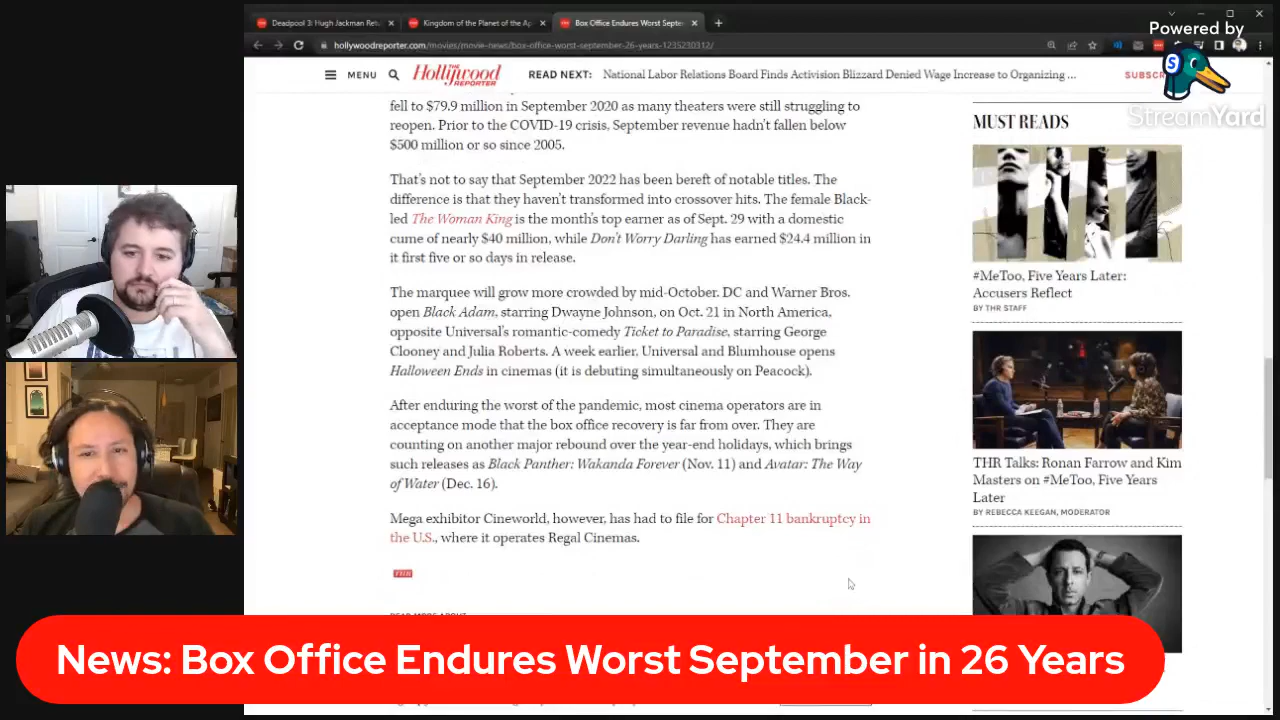 Deadpool 3: Hugh Jackman Retu
Kingdom of the Planet of the Ap
Box Office Endures Worst Septe
hollywoodreporter.com/movies/movie-news/box-office-worst-september-26-years-1235230312/
Powered by
StreamYard
MENU
THE
Hollywood
REPORTER
READ NEXT:
National Labor Relations Board Finds Activision Blizzard Denied Wage Increase to Organizing ...
SUBSCR
fell to $79.9 million in September 2020 as many theaters were still struggling to
reopen. Prior to the COVID-19 crisis, September revenue hadn't fallen below
$500 million or so since 2005.
That's not to say that September 2022 has been bereft of notable titles. The
difference is that they haven't transformed into crossover hits. The female Black-
led The Woman King is the month's top earner as of Sept. 29 with a domestic
cume of nearly $40 million, while Don't Worry Darling has earned $24.4 million in
it first five or so days in release.
The marquee will grow more crowded by mid-October. DC and Warner Bros.
open Black Adam, starring Dwayne Johnson, on Oct. 21 in North America,
opposite Universal's romantic-comedy Ticket to Paradise, starring George
Clooney and Julia Roberts. A week earlier, Universal and Blumhouse opens
Halloween Ends in cinemas (it is debuting simultaneously on Peacock).
After enduring the worst of the pandemic, most cinema operators are in
acceptance mode that the box office recovery is far from over. They are
counting on another major rebound over the year-end holidays, which brings
such releases as Black Panther: Wakanda Forever (Nov. 11) and Avatar: The Way
of Water (Dec. 16).
Mega exhibitor Cineworld, however, has had to file for Chapter 11 bankruptcy in
the U.S., where it operates Regal Cinemas.
READ MORE ABOUT
MUST READS
#MeToo, Five Years Later:
Accusers Reflect
BY THR STAFF
THR Talks: Ronan Farrow and Kim
Masters on #MeToo, Five Years
Later
BY REBECCA KEEGAN, MODERATOR
News: Box Office Endures Worst September in 26 Years